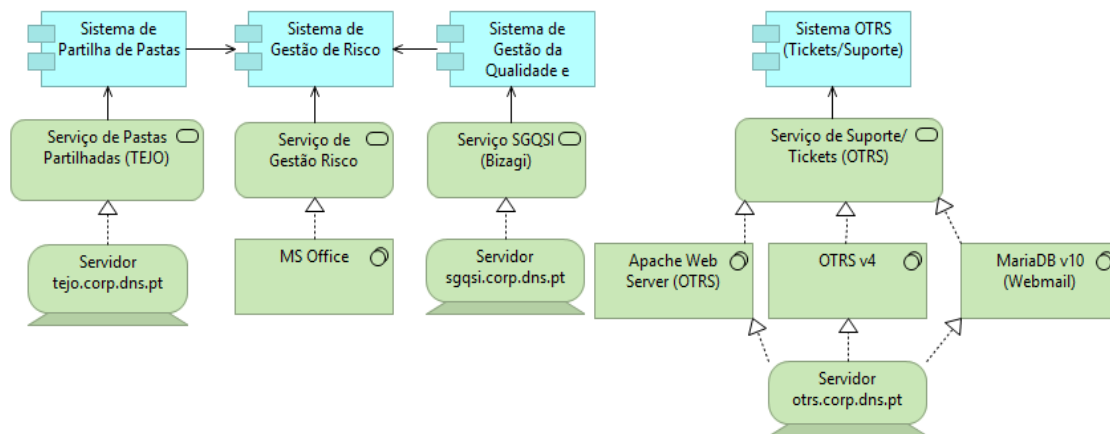 Sistema de
Partilha de Pastas
Sistema de
Gestão de Risco
Sistema de
Gestão da
Qualidade e
Sistema OTRS
(Tickets/Suporte)
Serviço de Pastas
Partilhadas (TEJO)
Serviço de
Gestão Risco
Serviço SGQSI
(Bizagi)
Serviço de Suporte/
Tickets (OTRS)
Servidor
tejo.corp.dns.pt
MS Office
Servidor
sgqsi.corp.dns.pt
Apache Web
Server (OTRS)
OTRS v4
MariaDB v10
(Webmail)
Servidor
otrs.corp.dns.pt